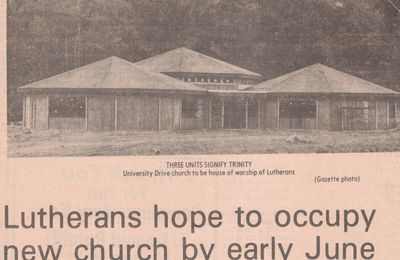 THREE UNITS SIGNIFY TRINITY
University Drive church to be house of worship of Lutherans
(Gazette photo)
Lutherans hope to occupy
new church by early June